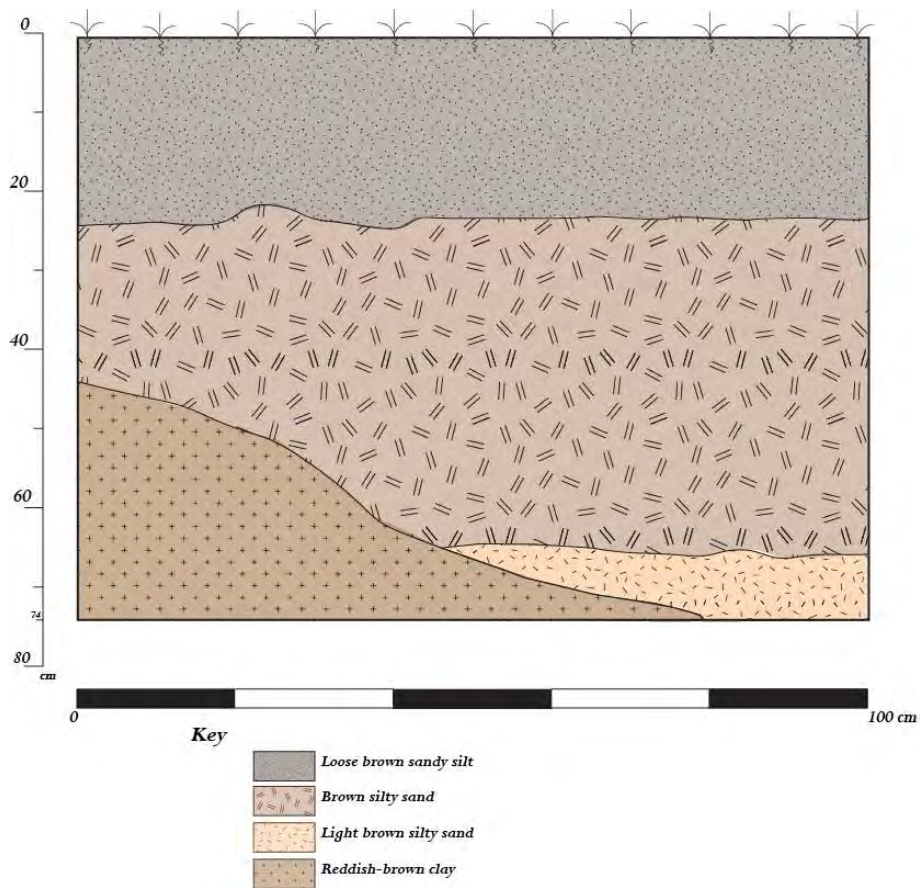 0
20
40
60
74
80
cm
0 100 cm
Key
Loose brown sandy silt
Brown silty sand
Light brown silty sand
Reddish-brown clay